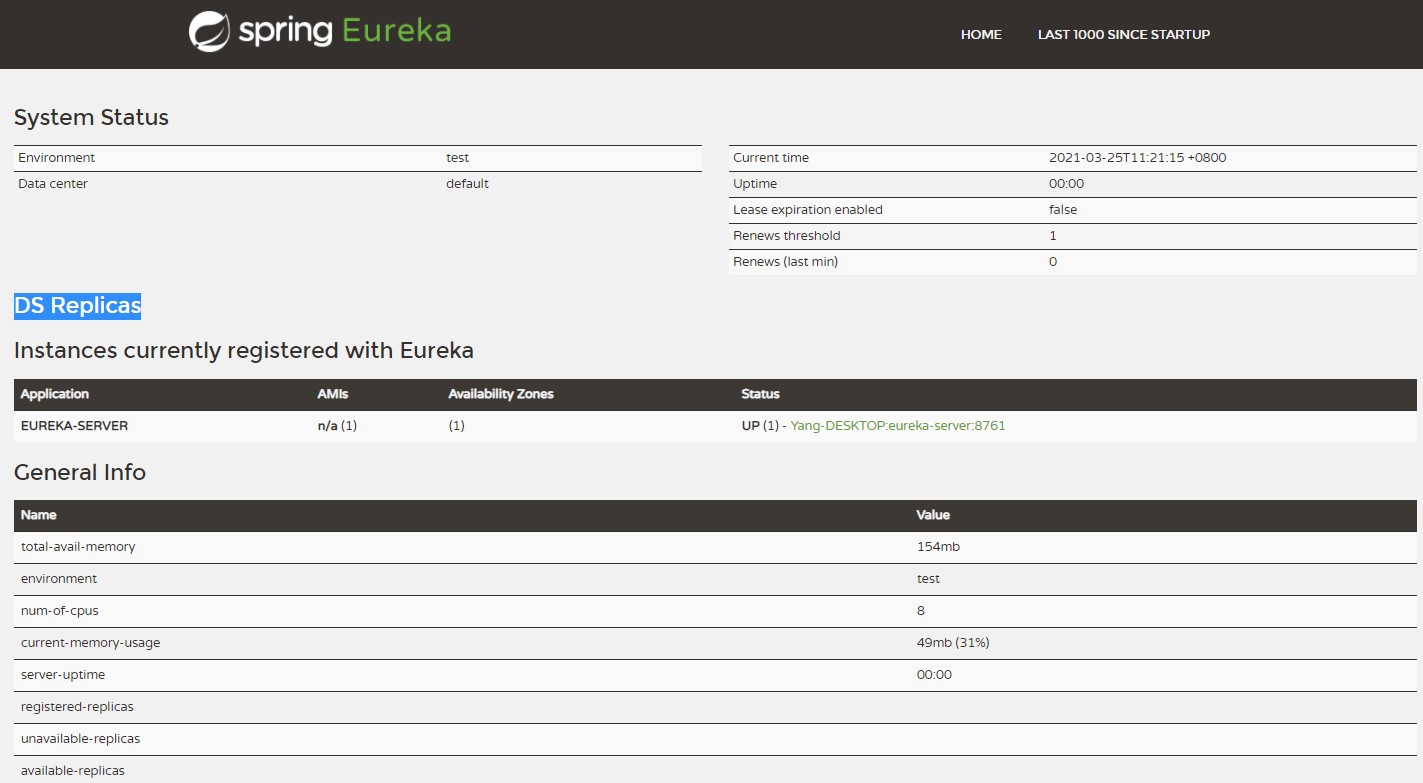 spring Eureka
HOME LAST 1000 SINCE STARTUP
System Status
Environment test
Data center default
Current time 2021-03-25T11:21:15 +0800
Uptime 00:00
Lease expiration enabled false
Renews threshold 1
Renews (last min) 0
DS Replicas
Instances currently registered with Eureka
Application AMIs Availability Zones Status
EUREKA-SERVER n/a (1) (1) UP (1) - Yang-DESKTOP:eureka-server:8761
General Info
Name Value
total-avail-memory 154mb
environment test
num-of-cpus 8
current-memory-usage 49mb (31%)
server-uptime 00:00
registered-replicas
unavailable-replicas
available-replicas